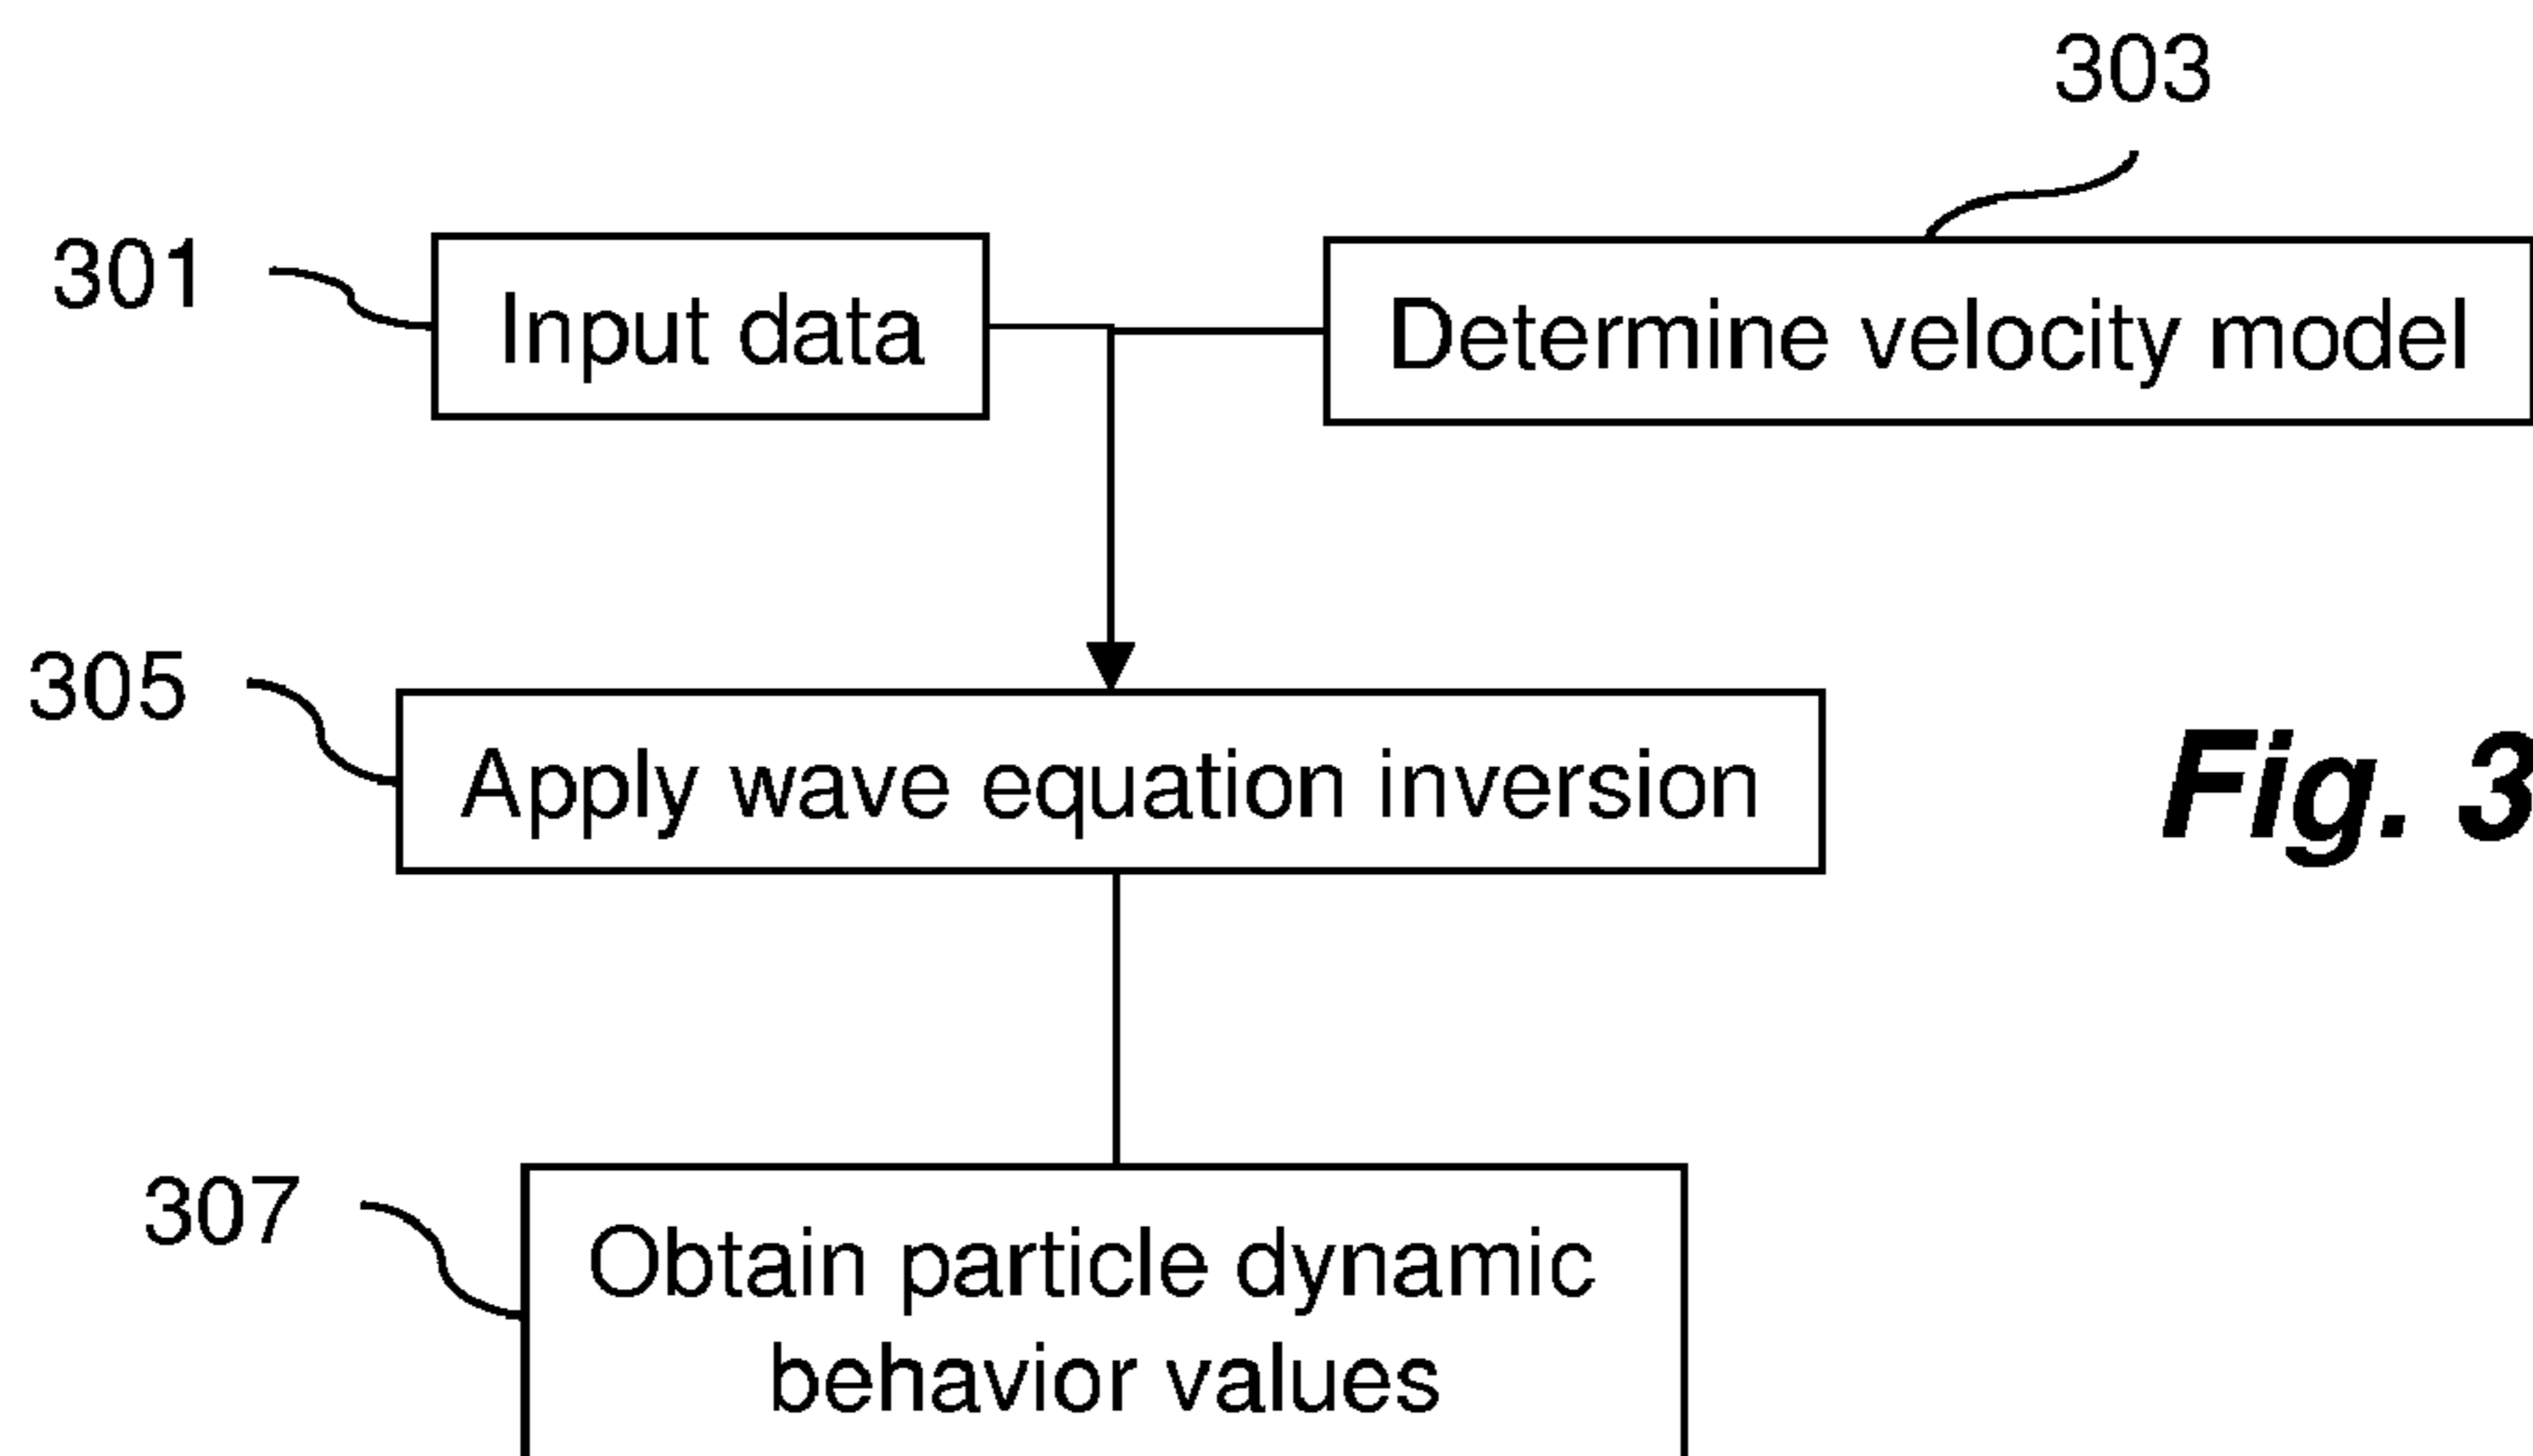 303
301
Input data
Determine velocity model
305
Apply wave equation inversion
Fig. 3
307
Obtain particle dynamic
behavior values